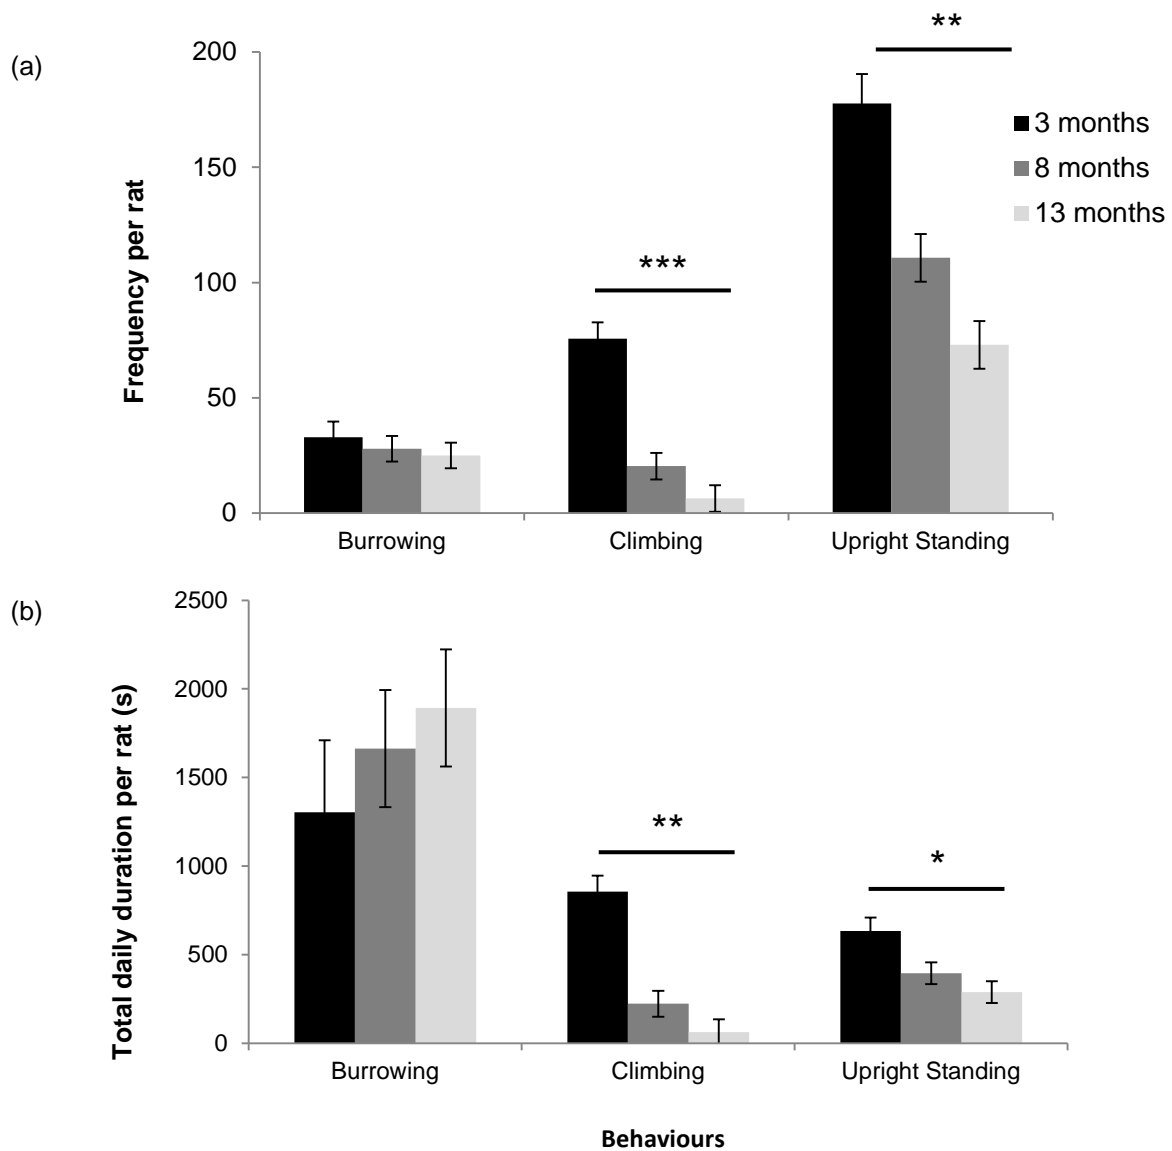 (a)
Frequency per rat
200
150
100
50
0
***
**
3 months
8 months
13 months
Burrowing
Climbing
Upright Standing
(b)
Total daily duration per rat (s)
2500
2000
1500
1000
500
0
**
*
Burrowing
Climbing
Upright Standing
Behaviours